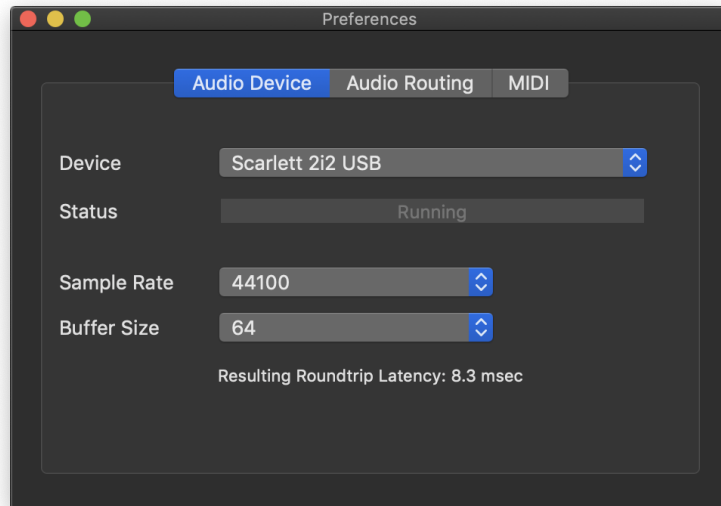 Preferences
Audio Device Audio Routing MIDI
Device Scarlett 2i2 USB
Status Running
Sample Rate 44100
Buffer Size 64
Resulting Roundtrip Latency: 8.3 msec